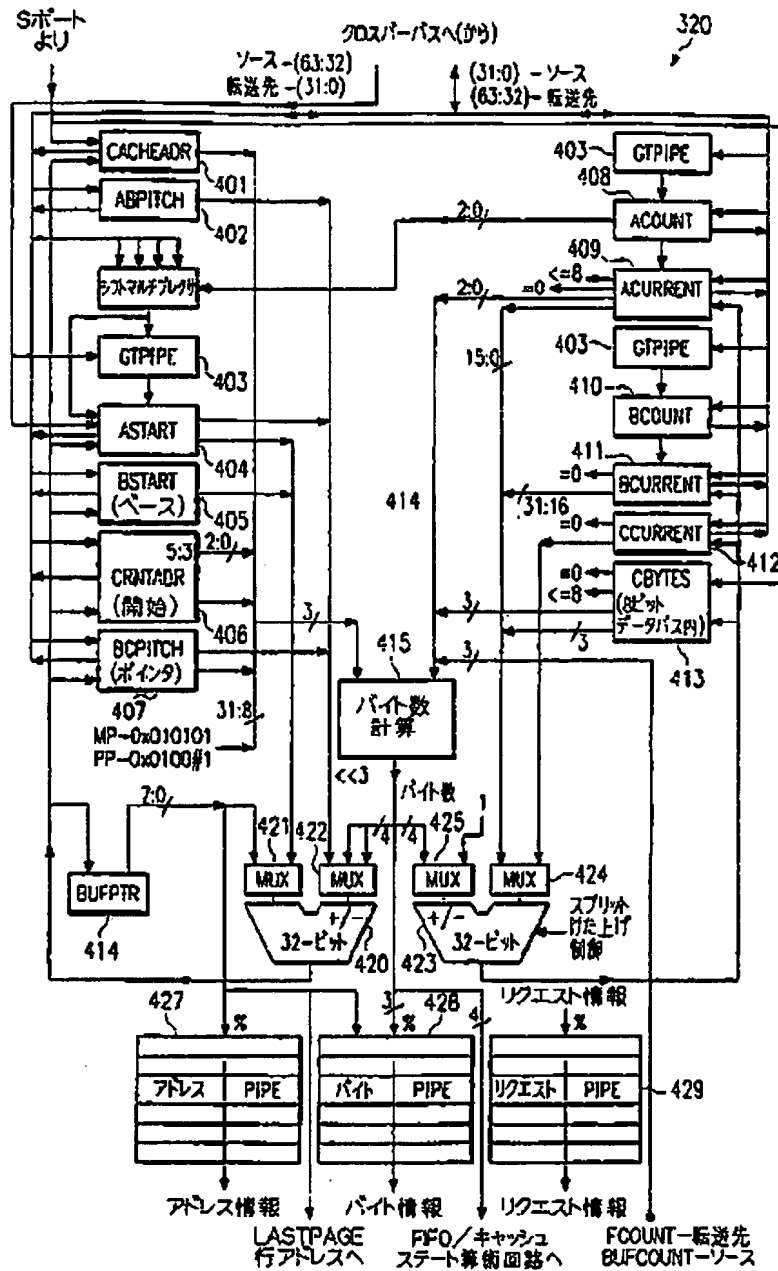 Sポート
より
クロスバーバスへ(から)
320
ソース-(63:32)
転送先-(31:0)
(31:0)-ソース
(63:32)-転送先
CACHEADR
401
ABPITCH
402
シフトマルチプレクサ
GTPIPE
403
ASTART
404
BSTART
(ベース)
405
5:3
2:0
CRNTADR
(開始)
406
BCPITCH
(ポインタ)
407
31:8
MP-0x010101
PP-0x0100#1
403
GTPIPE
408
2:0
ACOUNT
409
<=8
=0
2:0
ACURRENT
403
GTPIPE
15:0
410
BCOUNT
411
=0
BCURRENT
414
31:16
=0
CCURRENT
412
=0
<=8
CBYTES
(8ビット
データバス内)
413
3
3
3
3
415
バイト数
計算
<<3
バイト数
7:0
421
422
4
4
425
1
BUFPTR
414
MUX
MUX
MUX
MUX
424
+/-
32-ビット
420
+/-
423
32-ビット
スプリット
けた上げ
制御
427
%
3
%
428
4
リクエスト情報
%
アドレス PIPE
バイト PIPE
リクエスト PIPE
429
アドレス情報
バイト情報
リクエスト情報
LASTPAGE
行アドレスへ
FIFO/キャッシュ
ステート算術回路へ
FCOUNT-転送先
BUFCOUNT-ソース